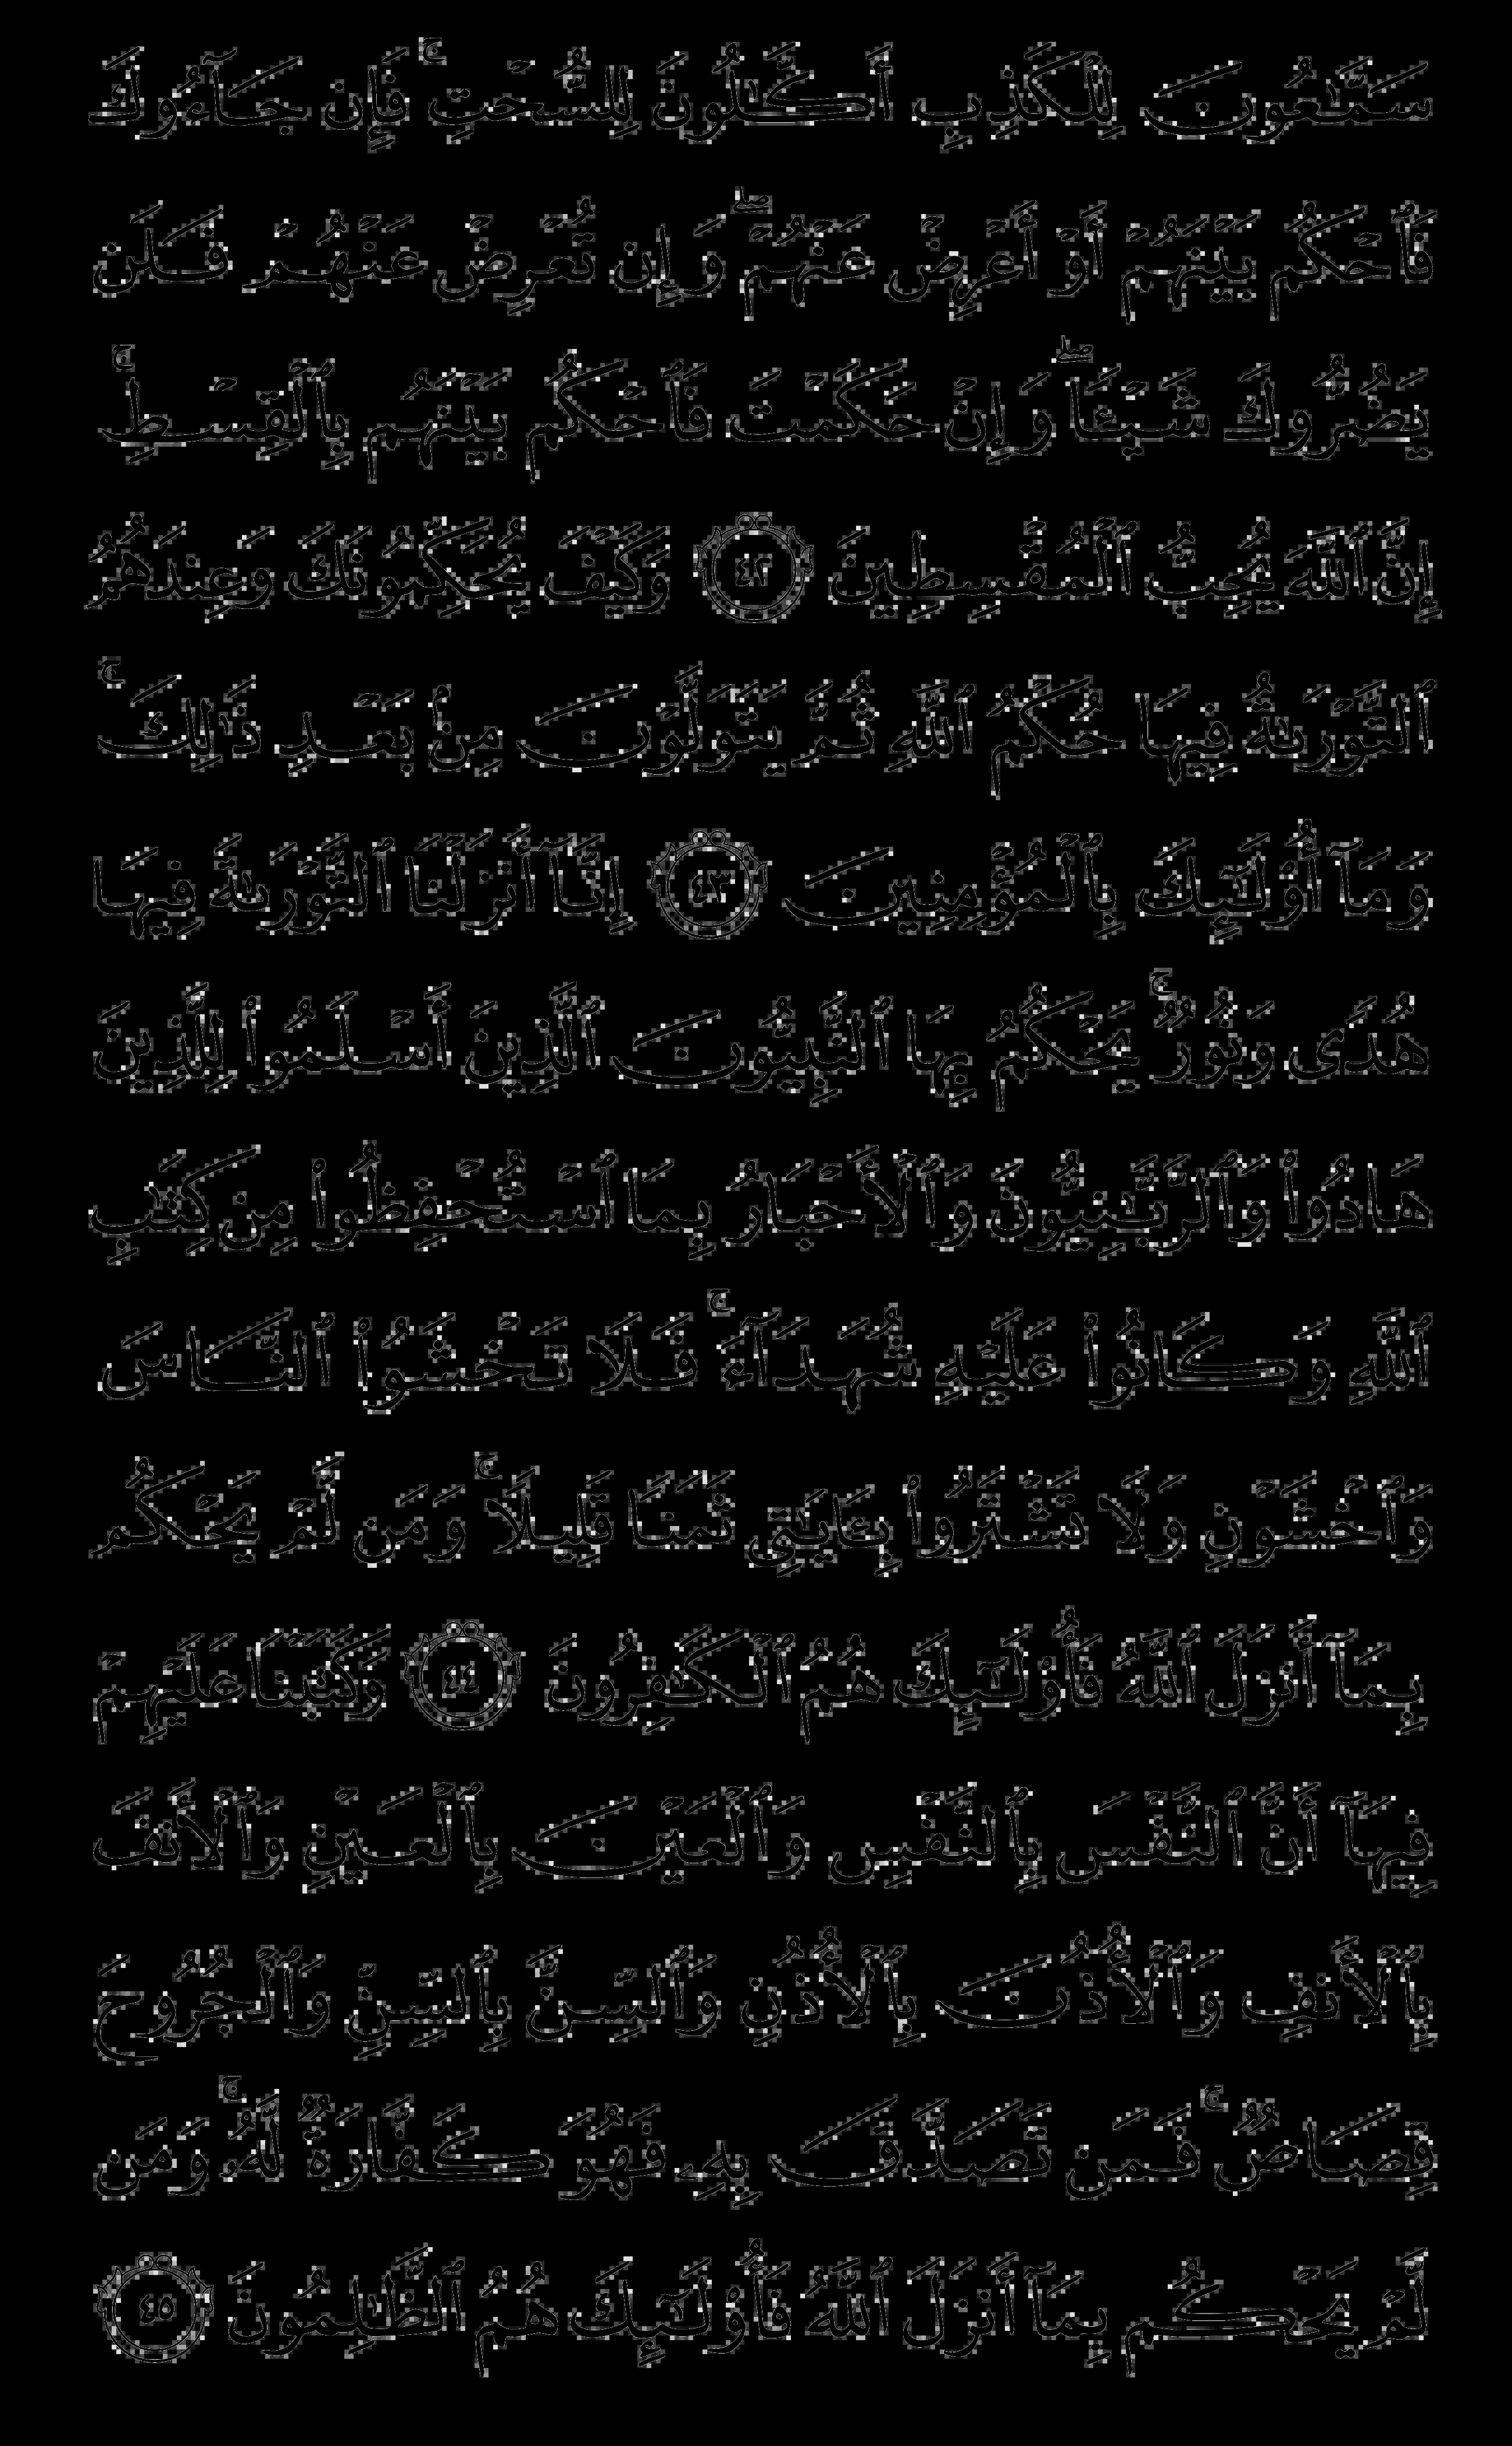 سَمَّٰعُونَ لِلْكَذِبِ أَكَّٰلُونَ لِلسُّحْتِ ۚ فَإِن جَآءُوكَ
فَٱحْكُم بَيْنَهُمْ أَوْ أَعْرِضْ عَنْهُمْ ۖ وَإِن تُعْرِضْ عَنْهُمْ فَلَن
يَضُرُّوكَ شَيْـًٔا ۖ وَإِنْ حَكَمْتَ فَٱحْكُم بَيْنَهُم بِٱلْقِسْطِ ۚ
إِنَّ ٱللَّهَ يُحِبُّ ٱلْمُقْسِطِينَ ٤٢ وَكَيْفَ يُحَكِّمُونَكَ وَعِندَهُمُ
ٱلتَّوْرَىٰةُ فِيهَا حُكْمُ ٱللَّهِ ثُمَّ يَتَوَلَّوْنَ مِنۢ بَعْدِ ذَٰلِكَ ۚ
وَمَآ أُو۟لَـٰٓئِكَ بِٱلْمُؤْمِنِينَ ٤٣ إِنَّآ أَنزَلْنَا ٱلتَّوْرَىٰةَ فِيهَا
هُدًى وَنُورٌ ۚ يَحْكُمُ بِهَا ٱلنَّبِيُّونَ ٱلَّذِينَ أَسْلَمُوا۟ لِلَّذِينَ
هَادُوا۟ وَٱلرَّبَّـٰنِيُّونَ وَٱلْأَحْبَارُ بِمَا ٱسْتُحْفِظُوا۟ مِن كِتَـٰبِ
ٱللَّهِ وَكَانُوا۟ عَلَيْهِ شُهَدَآءَ ۚ فَلَا تَخْشَوُا۟ ٱلنَّاسَ
وَٱخْشَوْنِ وَلَا تَشْتَرُوا۟ بِـَٔايَـٰتِى ثَمَنًا قَلِيلًا ۚ وَمَن لَّمْ يَحْكُم
بِمَآ أَنزَلَ ٱللَّهُ فَأُو۟لَـٰٓئِكَ هُمُ ٱلْكَـٰفِرُونَ ٤٤ وَكَتَبْنَا عَلَيْهِمْ
فِيهَآ أَنَّ ٱلنَّفْسَ بِٱلنَّفْسِ وَٱلْعَيْنَ بِٱلْعَيْنِ وَٱلْأَنفَ
بِٱلْأَنفِ وَٱلْأُذُنَ بِٱلْأُذُنِ وَٱلسِّنَّ بِٱلسِّنِّ وَٱلْجُرُوحَ
قِصَاصٌ ۚ فَمَن تَصَدَّقَ بِهِۦ فَهُوَ كَفَّارَةٌ لَّهُۥ ۚ وَمَن
لَّمْ يَحْكُم بِمَآ أَنزَلَ ٱللَّهُ فَأُو۟لَـٰٓئِكَ هُمُ ٱلظَّـٰلِمُونَ ٤٥